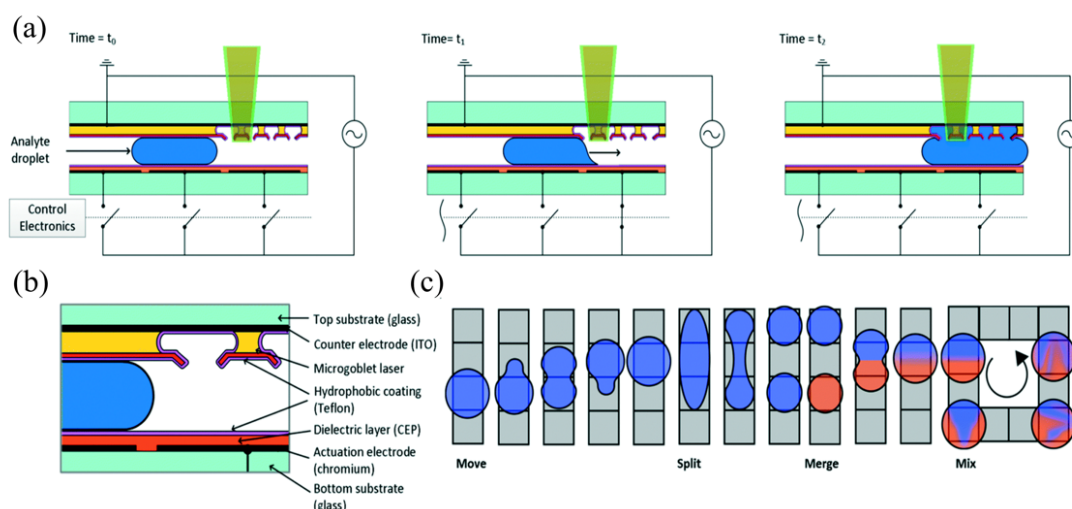 (a)
Time = t₀
Time= t₁
Time = t₂
Analyte
droplet
Control
Electronics
(b)
Top substrate (glass)
Counter electrode (ITO)
Microgoblet laser
Hydrophobic coating
(Teflon)
Dielectric layer (CEP)
Actuation electrode
(chromium)
Bottom substrate
(glass)
(c)
Move
Split
Merge
Mix